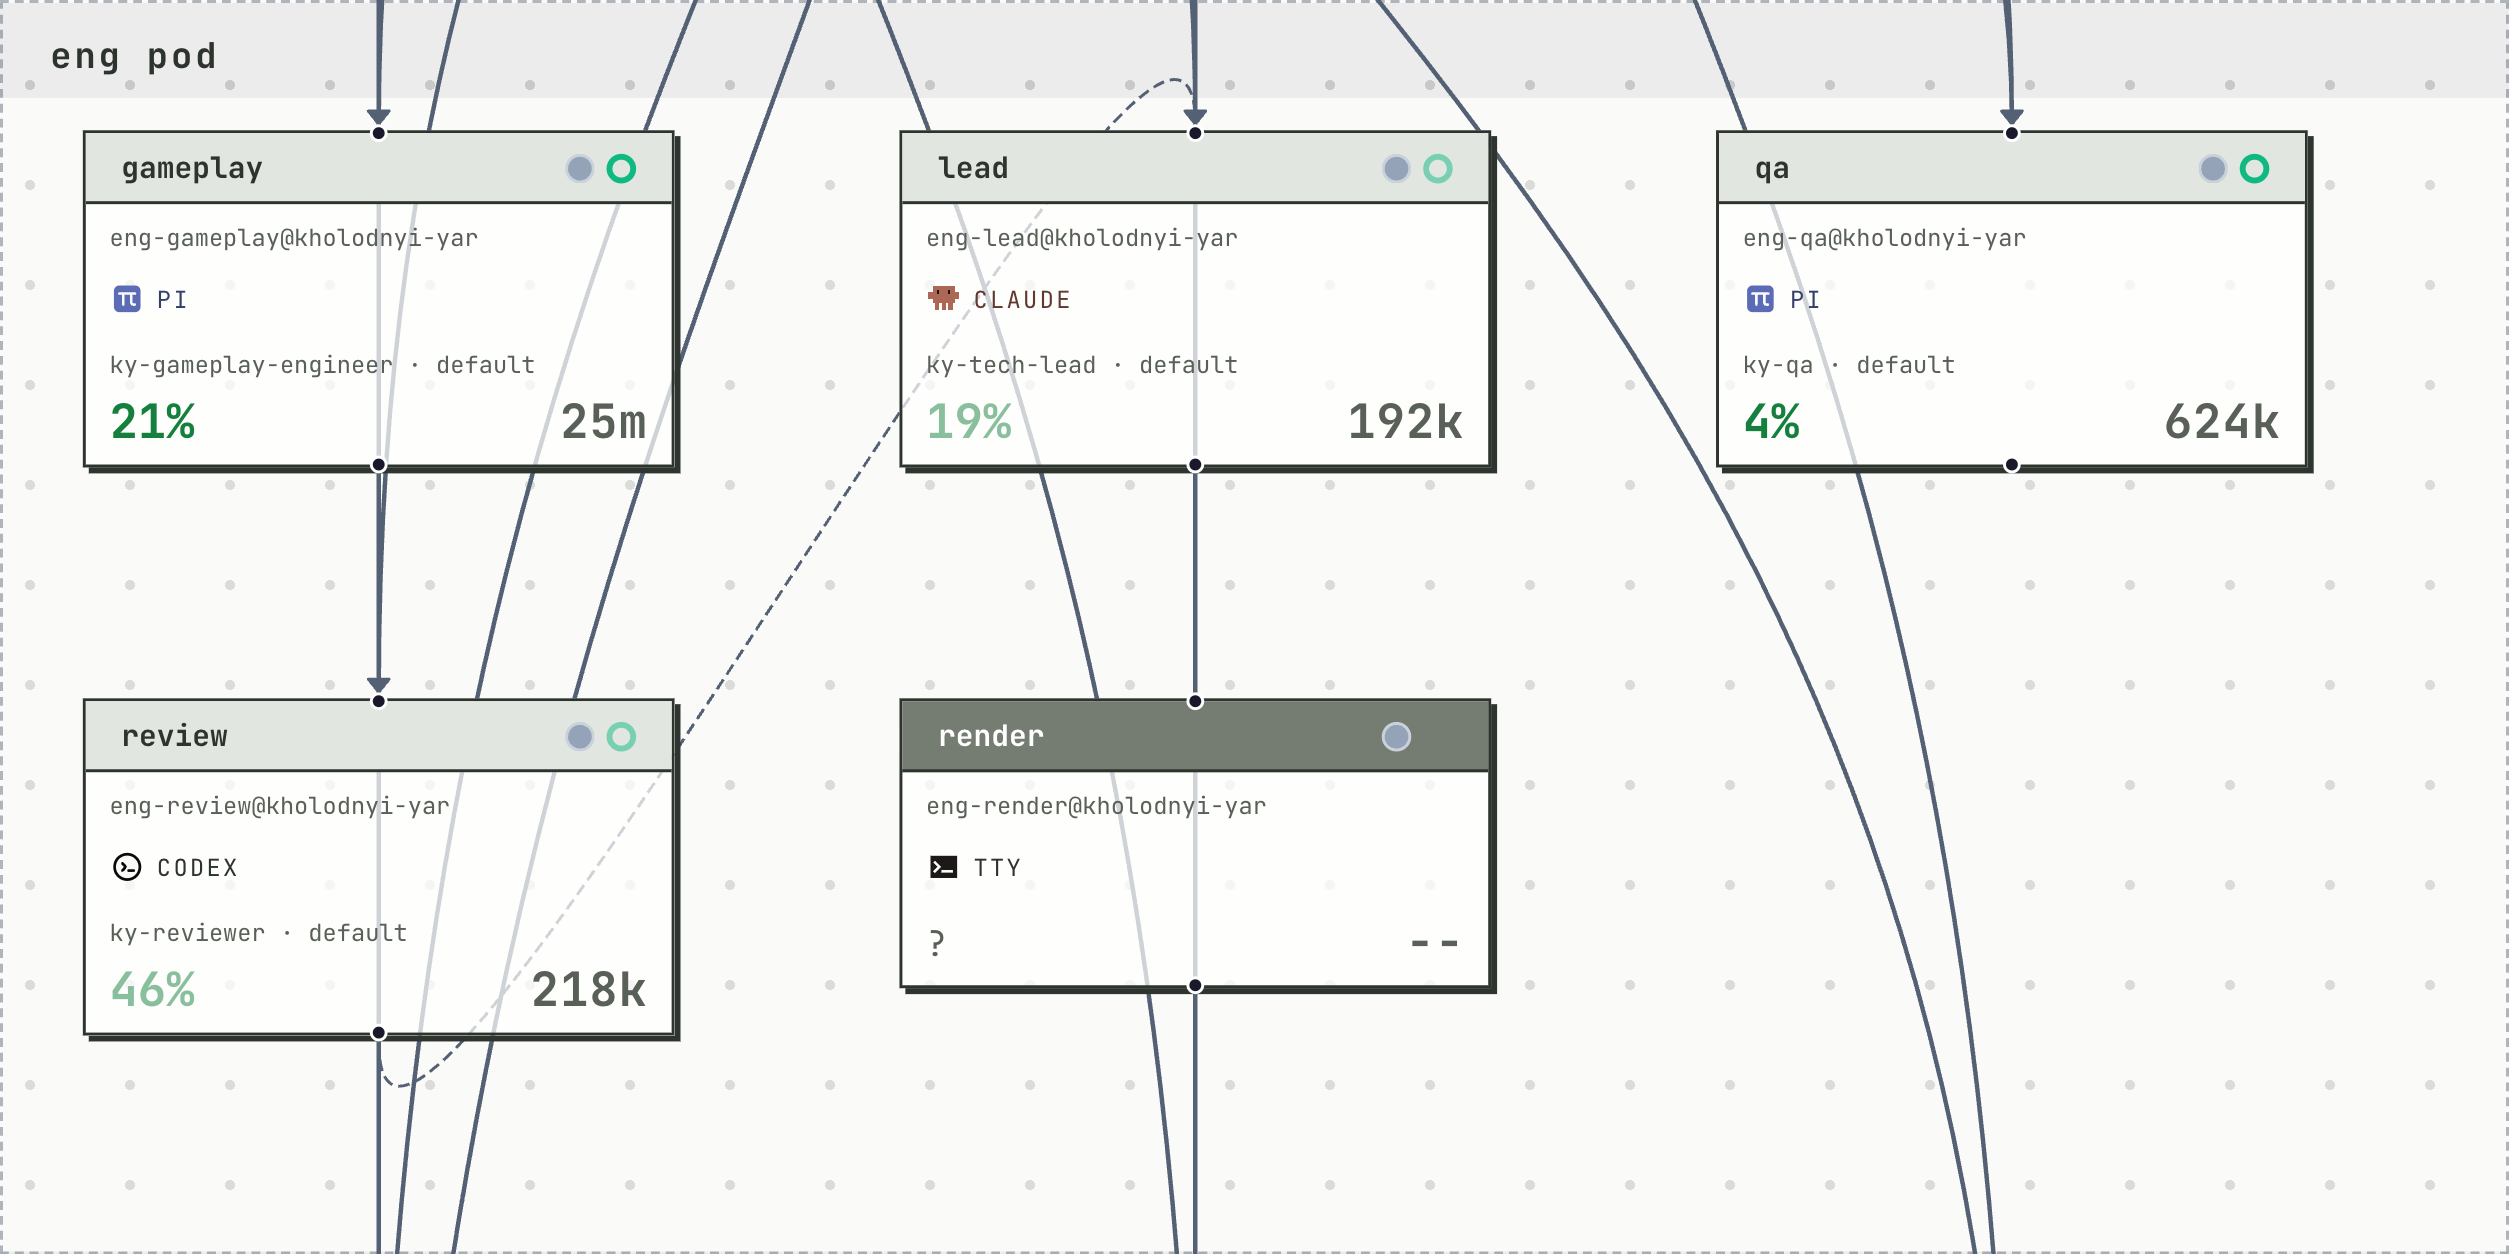 eng pod
gameplay
eng-gameplay@kholodnyi-yar
PI
ky-gameplay-engineer · default
21%
25m
lead
eng-lead@kholodnyi-yar
CLAUDE
ky-tech-lead · default
19%
192k
qa
eng-qa@kholodnyi-yar
PI
ky-qa · default
4%
624k
review
eng-review@kholodnyi-yar
CODEX
ky-reviewer · default
46%
218k
render
eng-render@kholodnyi-yar
TTY
?
--